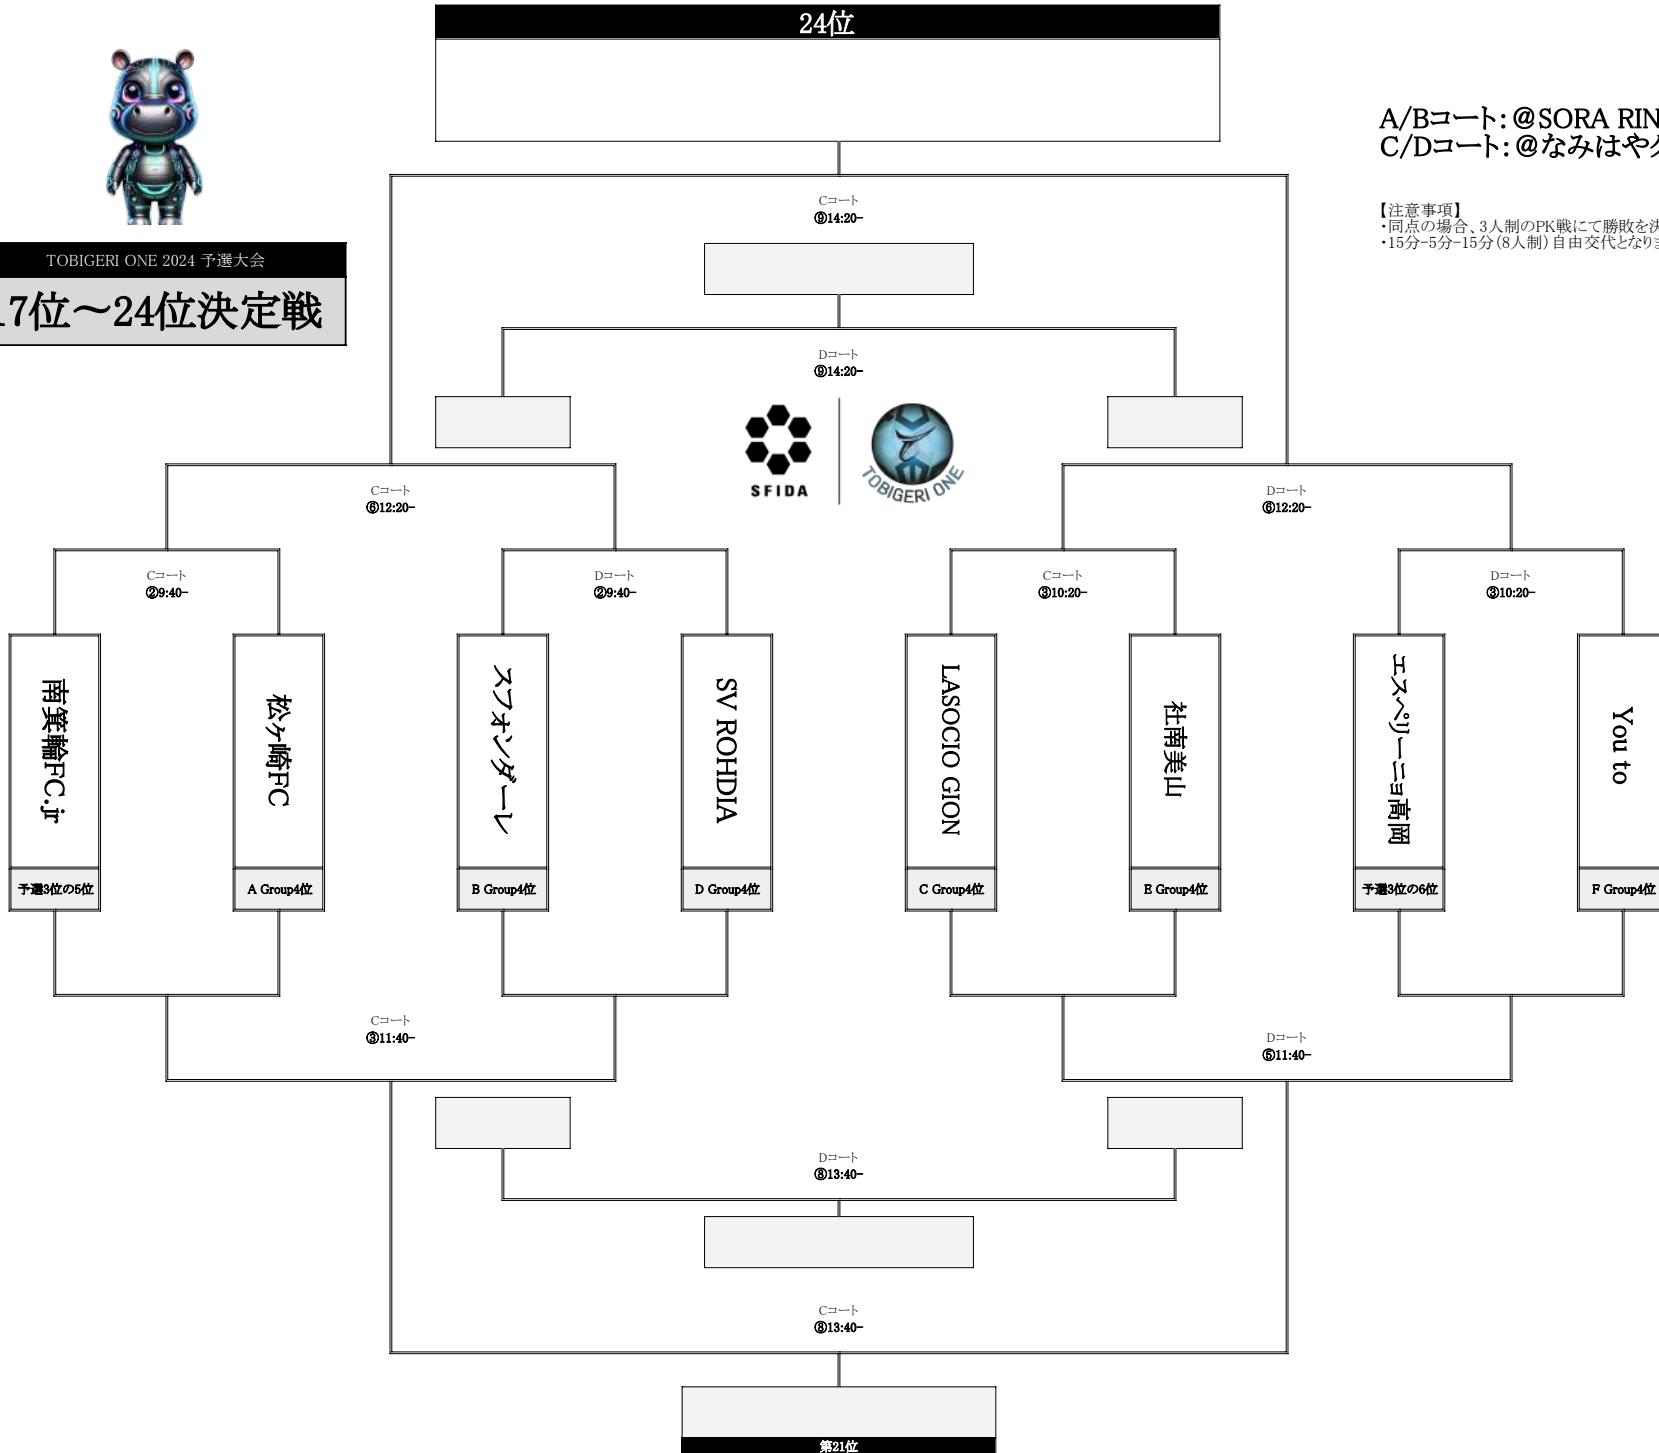 24位
A/Bコート：@SORA RIN
C/Dコート：@なみはや
【注意事項】
・同点の場合、3人制のPK戦にて勝敗を決
・15分-5分-15分（8人制）自由交代となりま
TOBIGERI ONE 2024 予選大会
17位～24位決定戦
Cコート
⑨14:20-
Dコート
⑨14:20-
SFIDA
TOBIGERI ONE
Cコート
⑥12:20-
Dコート
⑥12:20-
Cコート
②9:40-
Dコート
②9:40-
Cコート
③10:20-
Dコート
③10:20-
南箕輪FC.jr
松ヶ崎FC
スフォンダーレ
SV ROHDIA
LASOCIO GION
社南美山
エスペリーニョ高岡
You to
予選3位の5位
A Group4位
B Group4位
D Group4位
C Group4位
E Group4位
予選3位の6位
F Group4位
Cコート
③11:40-
Dコート
⑤11:40-
Dコート
⑧13:40-
Cコート
⑧13:40-
第21位